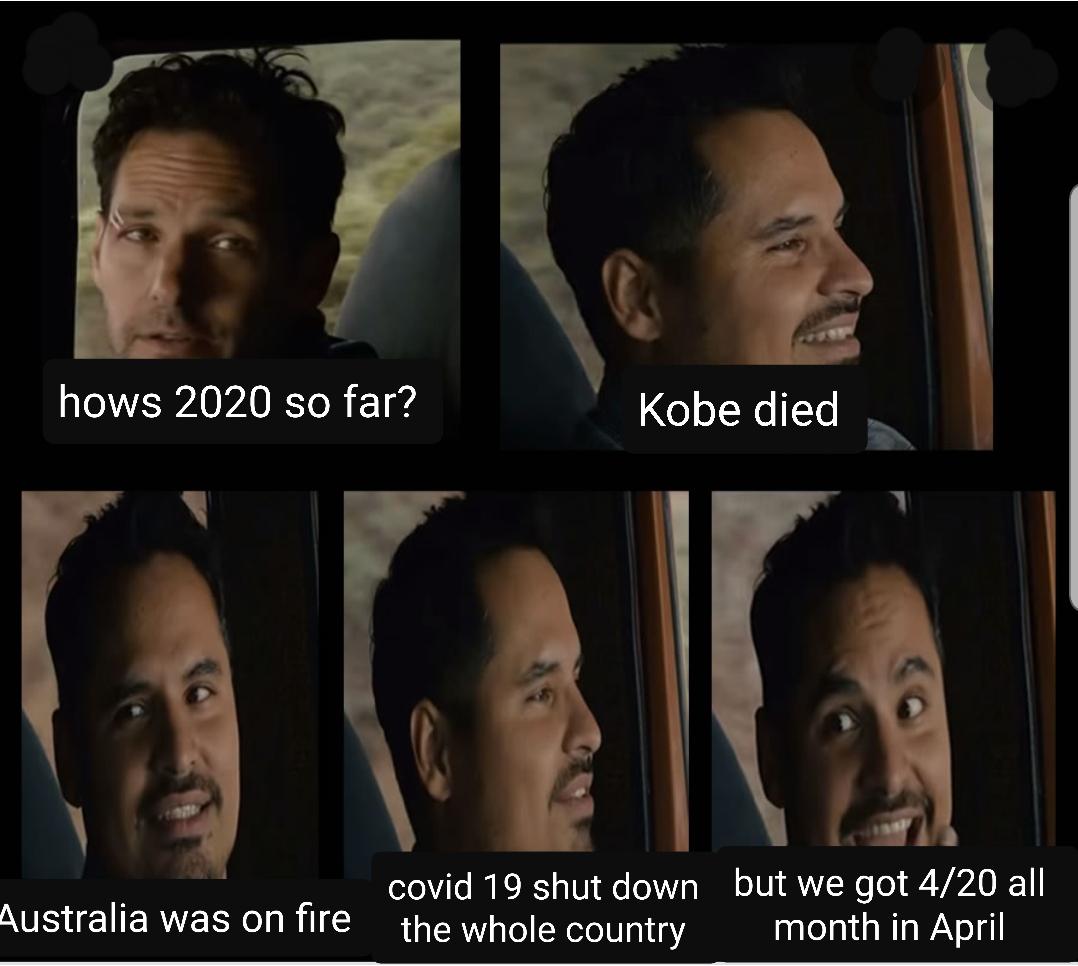 hows 2020 so far?
Kobe died
Australia was on fire
covid 19 shut down
the whole country
but we got 4/20 all
month in April